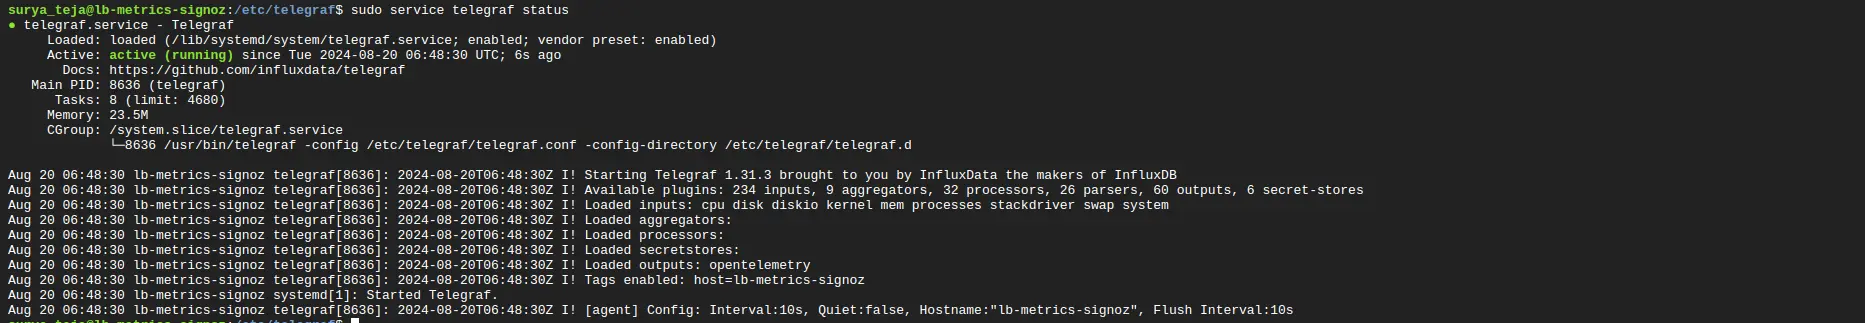 surya_teja@lb-metrics-signoz:/etc/telegraf$ sudo service telegraf status
● telegraf.service - Telegraf
Loaded: loaded (/lib/systemd/system/telegraf.service; enabled; vendor preset: enabled)
Active: active (running) since Tue 2024-08-20 06:48:30 UTC; 6s ago
Docs: https://github.com/influxdata/telegraf
Main PID: 8636 (telegraf)
Tasks: 8 (limit: 4680)
Memory: 23.5M
CGroup: /system.slice/telegraf.service
└─8636 /usr/bin/telegraf -config /etc/telegraf/telegraf.conf -config-directory /etc/telegraf/telegraf.d
Aug 20 06:48:30 lb-metrics-signoz telegraf[8636]: 2024-08-20T06:48:30Z I! Starting Telegraf 1.31.3 brought to you by InfluxData the makers of InfluxDB
Aug 20 06:48:30 lb-metrics-signoz telegraf[8636]: 2024-08-20T06:48:30Z I! Available plugins: 234 inputs, 9 aggregators, 32 processors, 26 parsers, 60 outputs, 6 secret-stores
Aug 20 06:48:30 lb-metrics-signoz telegraf[8636]: 2024-08-20T06:48:30Z I! Loaded inputs: cpu disk diskio kernel mem processes stackdriver swap system
Aug 20 06:48:30 lb-metrics-signoz telegraf[8636]: 2024-08-20T06:48:30Z I! Loaded aggregators:
Aug 20 06:48:30 lb-metrics-signoz telegraf[8636]: 2024-08-20T06:48:30Z I! Loaded processors:
Aug 20 06:48:30 lb-metrics-signoz telegraf[8636]: 2024-08-20T06:48:30Z I! Loaded secretstores:
Aug 20 06:48:30 lb-metrics-signoz telegraf[8636]: 2024-08-20T06:48:30Z I! Loaded outputs: opentelemetry
Aug 20 06:48:30 lb-metrics-signoz telegraf[8636]: 2024-08-20T06:48:30Z I! Tags enabled: host=lb-metrics-signoz
Aug 20 06:48:30 lb-metrics-signoz systemd[1]: Started Telegraf.
Aug 20 06:48:30 lb-metrics-signoz telegraf[8636]: 2024-08-20T06:48:30Z I! [agent] Config: Interval:10s, Quiet:false, Hostname:"lb-metrics-signoz", Flush Interval:10s
surya_teja@lb-metrics-signoz:/etc/telegraf$